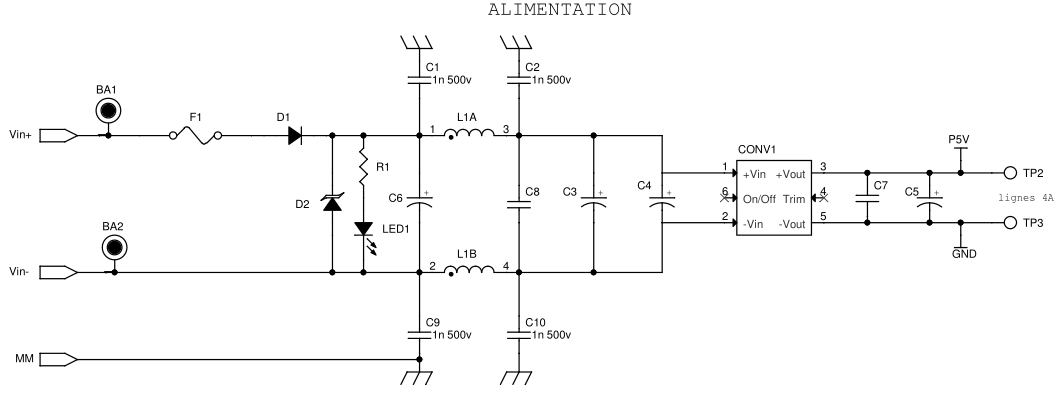 ALIMENTATION
C1
1n 500v
C2
1n 500v
BA1
F1
D1
L1A
Vin+
1
3
R1
CONV1
P5V
1
+Vin
+Vout
3
TP2
D2
C6
+
C8
C3
+
C4
+
6
On/Off
Trim
4
C7
C5
+
lignes 4A
BA2
LED1
2
-Vin
-Vout
5
TP3
GND
L1B
Vin-
2
4
C9
1n 500v
C10
1n 500v
MM